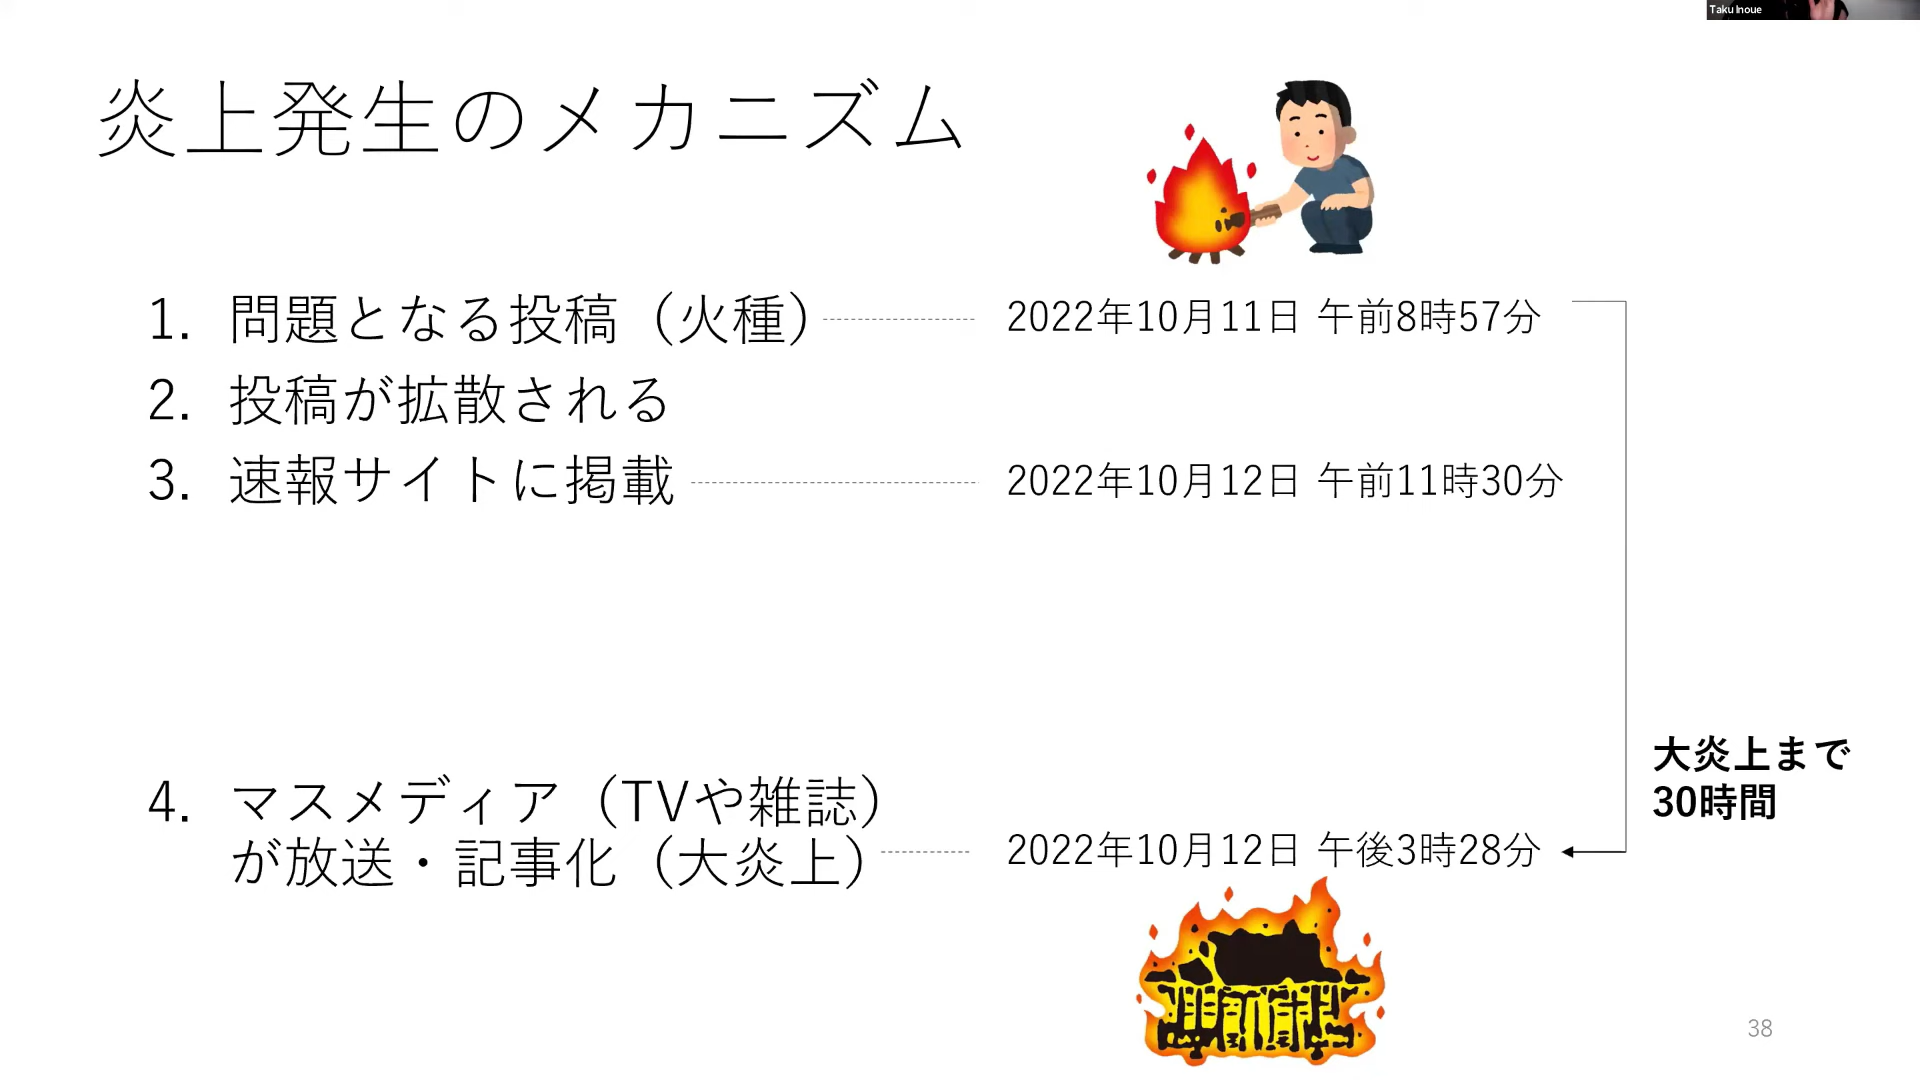 Taku Inoue
炎上発生のメカニズム
1. 問題となる投稿（火種） 2022年10月11日 午前8時57分
2. 投稿が拡散される
3. 速報サイトに掲載 2022年10月12日 午前11時30分
大炎上まで
30時間
4. マスメディア（TVや雑誌）
が放送・記事化（大炎上） 2022年10月12日 午後3時28分
38